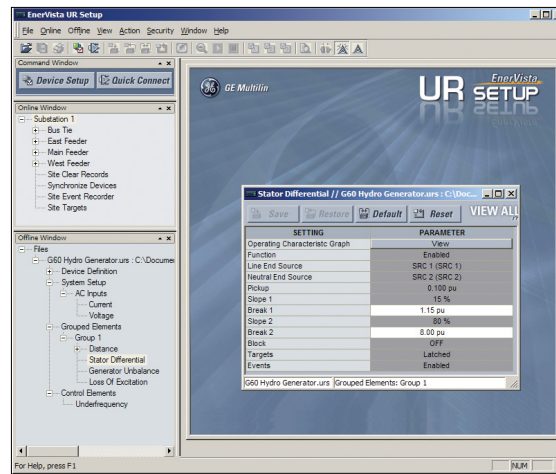 EnerVista UR Setup
File Online Offline View Action Security Window Help
Command Window
Device Setup Quick Connect
Online Window
Substation 1
Bus Tie
East Feeder
Main Feeder
West Feeder
Site Clear Records
Synchronize Devices
Site Event Recorder
Site Targets
Offline Window
Files
G60 Hydro Generator.urs : C:\Documer
Device Definition
System Setup
AC Inputs
Current
Voltage
Grouped Elements
Group 1
Distance
Stator Differential
Generator Unbalance
Loss Of Excitation
Control Elements
Underfrequency
GE Multilin
EnerVista
UR SETUP
Stator Differential // G60 Hydro Generator.urs : C:\Doc...
Save Restore Default Reset VIEW ALL
SETTING PARAMETER
Operating Characteristc Graph View
Function Enabled
Line End Source SRC 1 (SRC 1)
Neutral End Source SRC 2 (SRC 2)
Pickup 0.100 pu
Slope 1 15 %
Break 1 1.15 pu
Slope 2 80 %
Break 2 8.00 pu
Block OFF
Targets Latched
Events Enabled
G60 Hydro Generator.urs Grouped Elements: Group 1
For Help, press F1 NUM